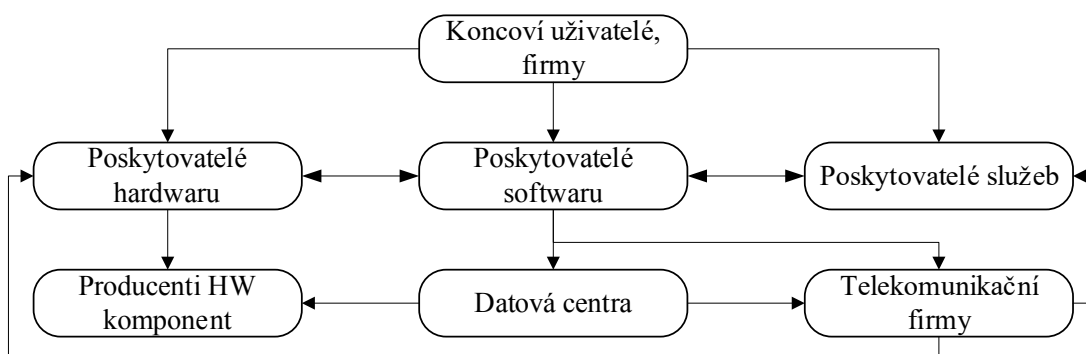 Koncoví uživatelé,
firmy
Poskytovatelé
hardwaru
Poskytovatelé
softwaru
Poskytovatelé služeb
Producenti HW
komponent
Datová centra
Telekomunikační
firmy